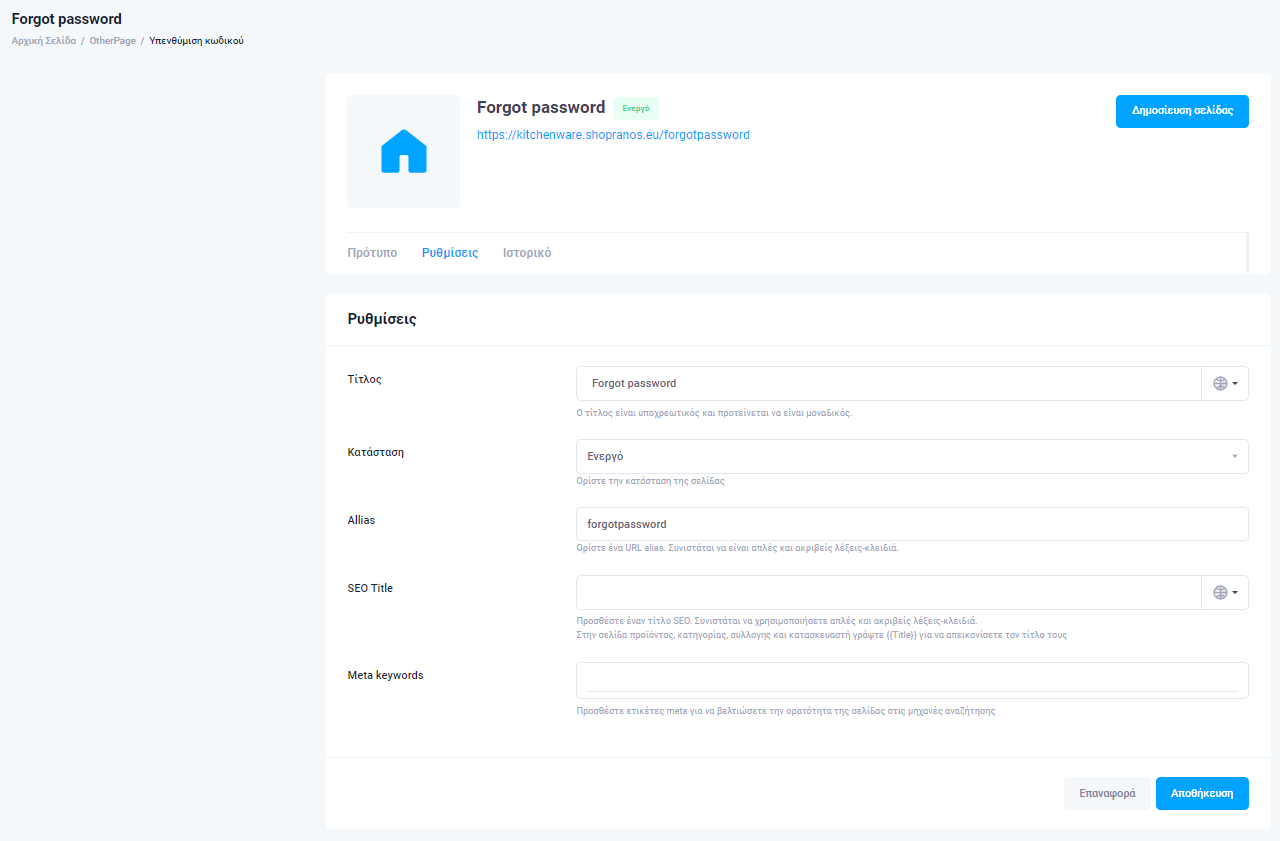 Forgot password
Αρχική Σελίδα / OtherPage / Υπενθύμιση κωδικού
Forgot password Ενεργό
Δημοσίευση σελίδας
https://kitchenware.shopranos.eu/forgotpassword
Πρότυπο Ρυθμίσεις Ιστορικό
Ρυθμίσεις
Τίτλος
Forgot password
Ο τίτλος είναι υποχρεωτικός και προτείνεται να είναι μοναδικός.
Κατάσταση
Ενεργό
Ορίστε την κατάσταση της σελίδας
Allias
forgotpassword
Ορίστε ένα URL alias. Συνιστάται να είναι απλές και ακριβείς λέξεις-κλειδιά.
SEO Title
Προσθέστε έναν τίτλο SEO. Συνιστάται να χρησιμοποιήσετε απλές και ακριβείς λέξεις-κλειδιά.
Στην σελίδα προϊόντος, κατηγορίας, συλλογης και κατασκευαστή γράψτε {{Title}} για να απεικονίσετε τον τίτλο τους
Meta keywords
Προσθέστε ετικέτες meta για να βελτιώσετε την ορατότητα της σελίδας στις μηχανές αναζήτησης
Επαναφορά Αποθήκευση